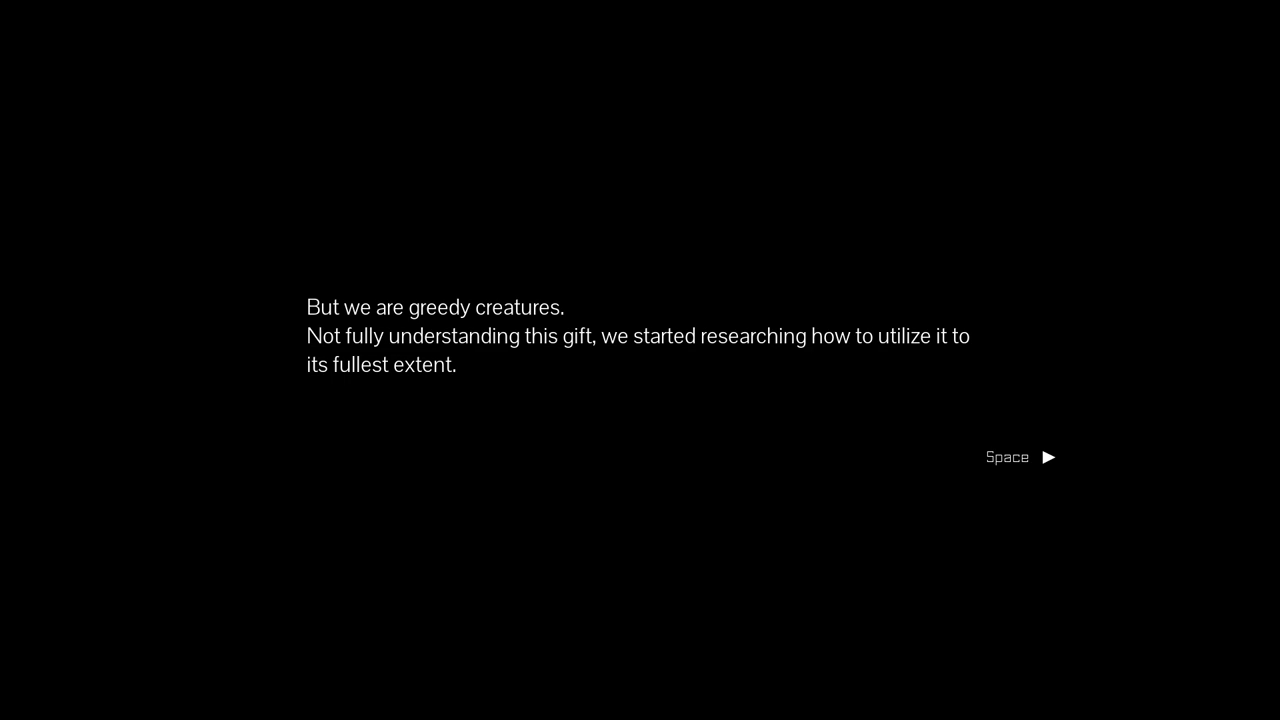 But we are greedy creatures.
Not fully understanding this gift, we started researching how to utilize it to
its fullest extent.
Space